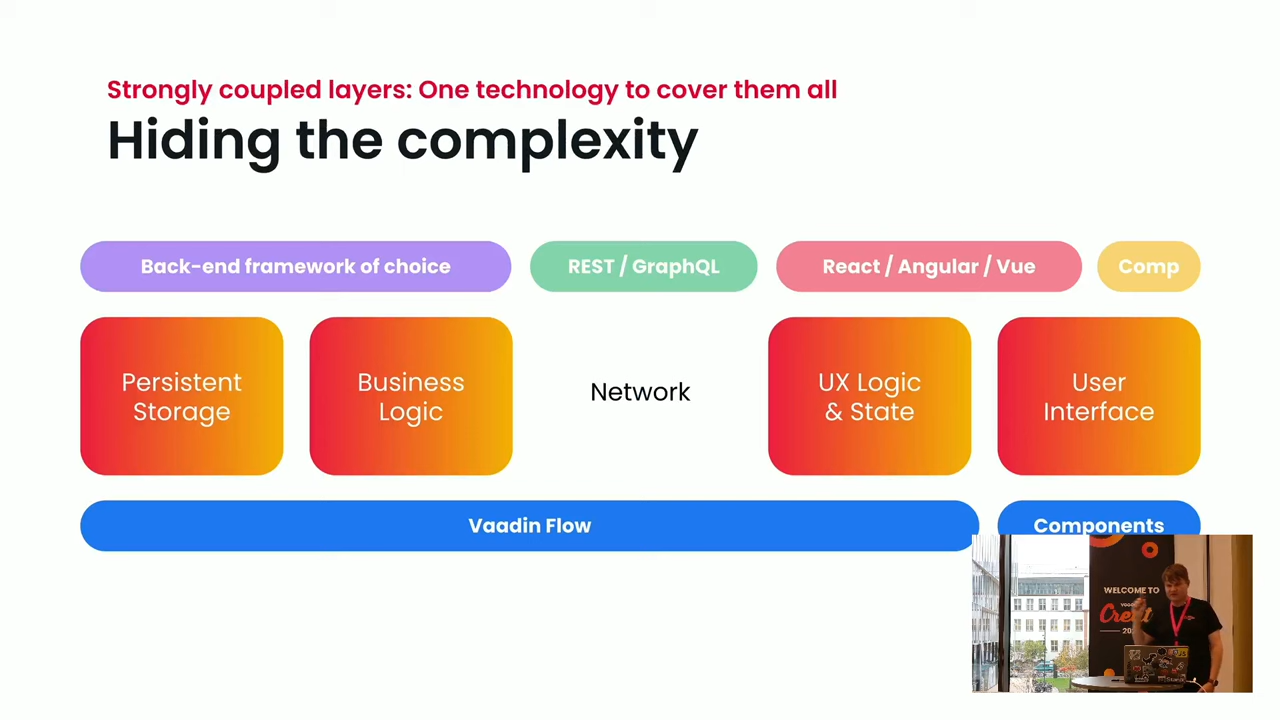 Strongly coupled layers: One technology to cover them all
Hiding the complexity
Back-end framework of choice
REST / GraphQL
React / Angular / Vue
Comp
Persistent
Storage
Business
Logic
Network
UX Logic
& State
User
Interface
Vaadin Flow
Components
WELCOME TO